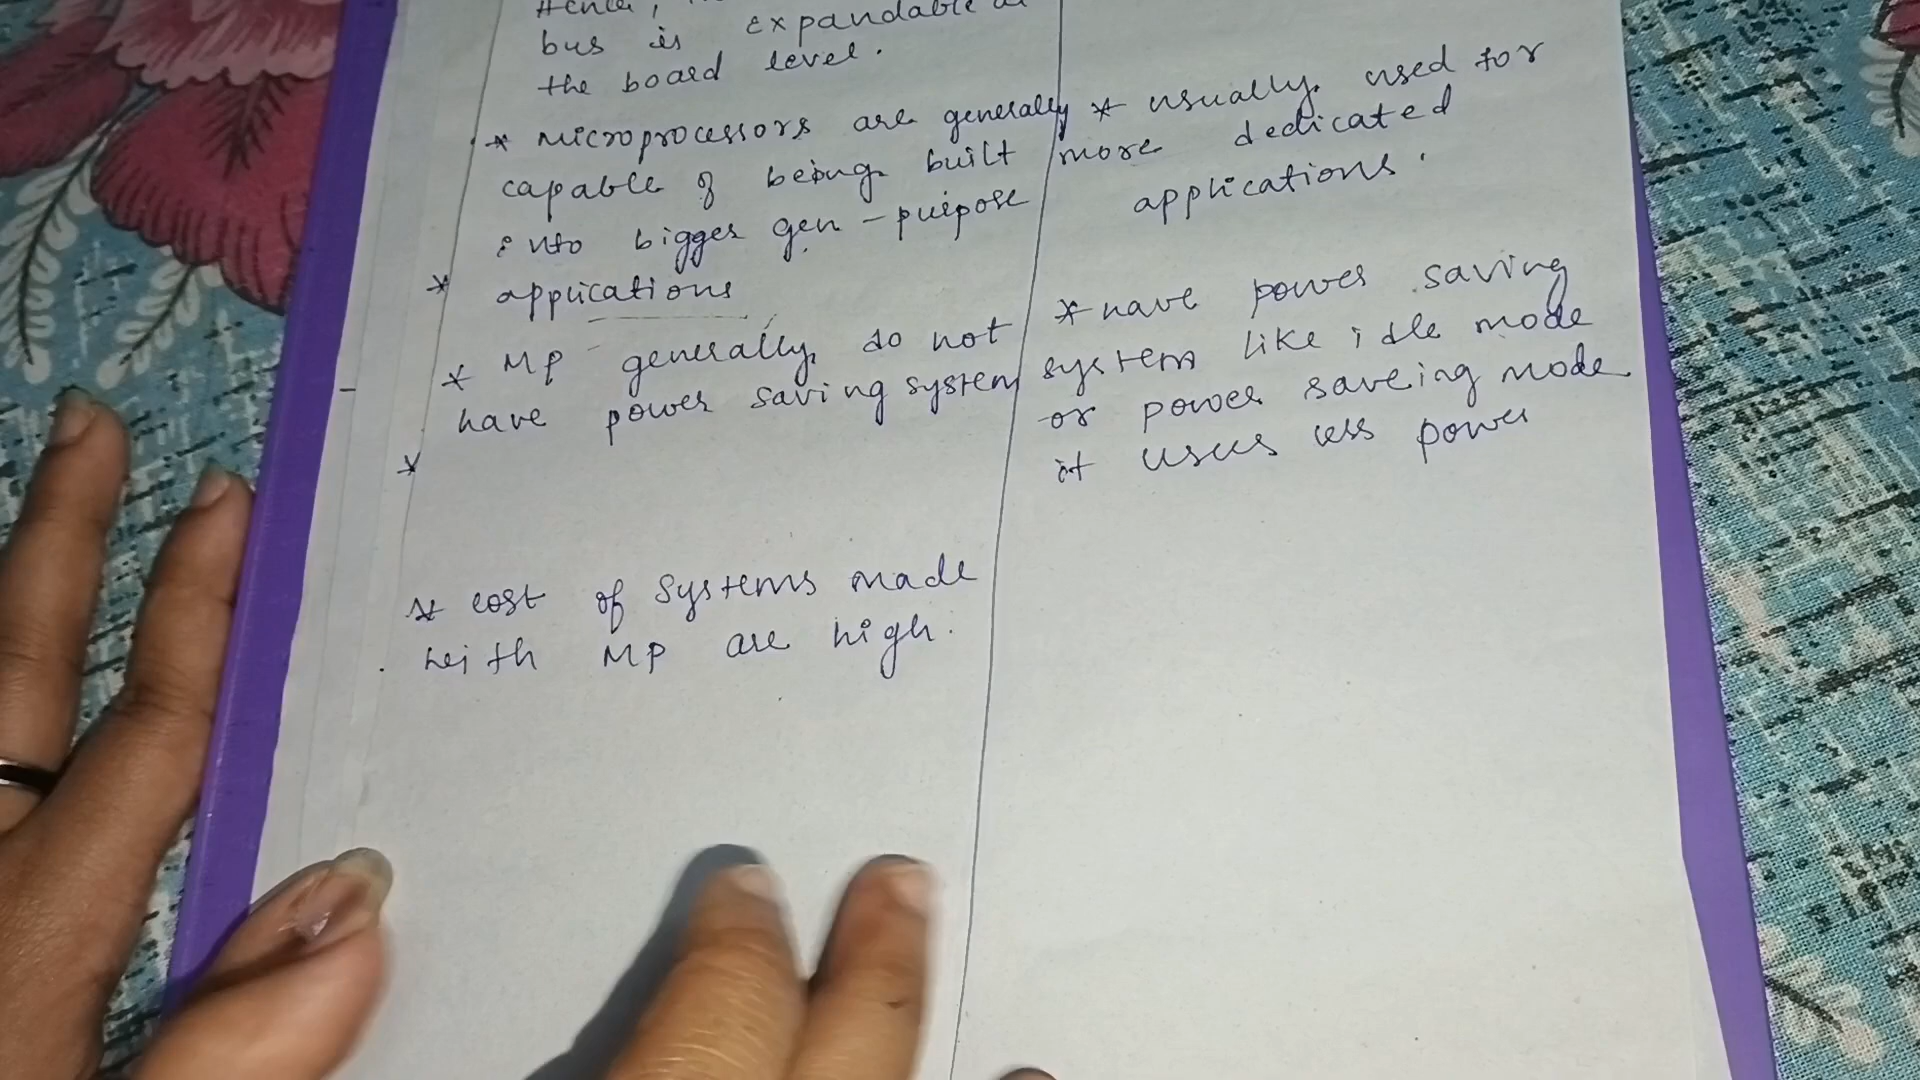 bus is expandable
the board level.
* Microprocessors are generally
capable of being built
into bigger gen-purpose
applications
* MP generally do not
have power saving system
* cost of systems made
with MP are high.
* usually used for
more dedicated
applications.
* have power saving
system like idle mode
or power saveing mode
it uses less power